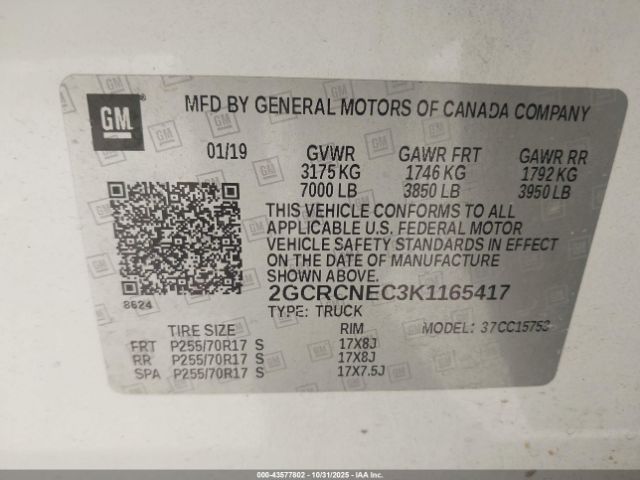 GM
MFD BY GENERAL MOTORS OF CANADA COMPANY
01/19 GVWR GAWR FRT GAWR RR
3175 KG 1746 KG 1792 KG
7000 LB 3850 LB 3950 LB
THIS VEHICLE CONFORMS TO ALL
APPLICABLE U.S. FEDERAL MOTOR
VEHICLE SAFETY STANDARDS IN EFFECT
ON THE DATE OF MANUFACTURE
SHOWN ABOVE.
8624 2GCRCNEC3K1165417
TYPE: TRUCK MODEL: 37CC15753
TIRE SIZE RIM
FRT P255/70R17 S 17X8J
RR P255/70R17 S 17X8J
SPA P255/70R17 S 17X7.5J
000-43577802 - 10/31/2025 - IAA Inc.